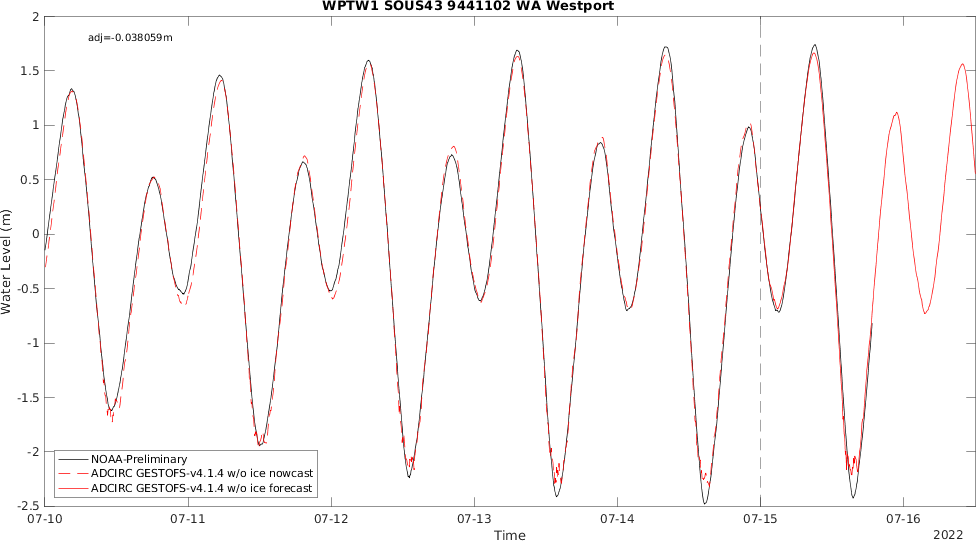 WPTW1 SOUS43 9441102 WA Westport
adj=-0.038059m
2
1.5
1
0.5
0
-0.5
-1
-1.5
-2
-2.5
Water Level (m)
NOAA-Preliminary
ADCIRC GESTOFS-v4.1.4 w/o ice nowcast
ADCIRC GESTOFS-v4.1.4 w/o ice forecast
07-10 07-11 07-12 07-13 07-14 07-15 07-16
Time
2022